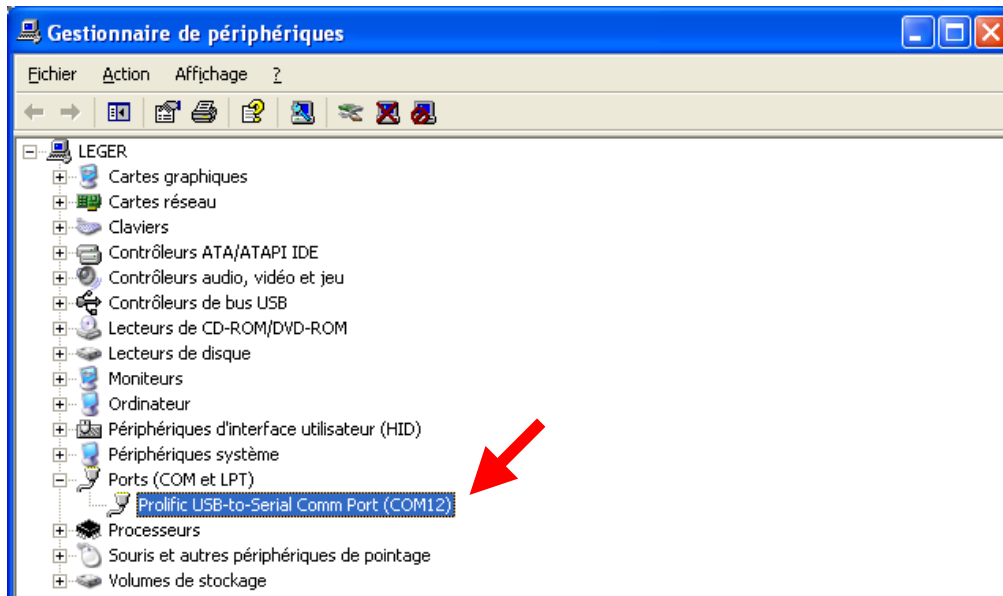 Gestionnaire de périphériques
Fichier Action Affichage ?
LEGER
Cartes graphiques
Cartes réseau
Claviers
Contrôleurs ATA/ATAPI IDE
Contrôleurs audio, vidéo et jeu
Contrôleurs de bus USB
Lecteurs de CD-ROM/DVD-ROM
Lecteurs de disque
Moniteurs
Ordinateur
Périphériques d'interface utilisateur (HID)
Périphériques système
Ports (COM et LPT)
Prolific USB-to-Serial Comm Port (COM12)
Processeurs
Souris et autres périphériques de pointage
Volumes de stockage